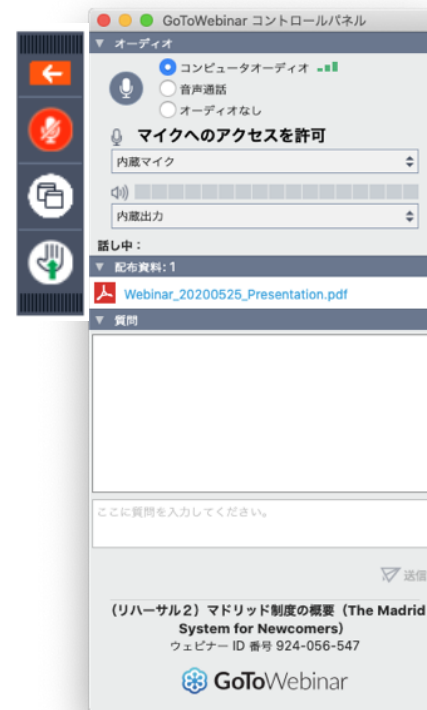 GoToWebinar コントロールパネル
オーディオ
コンピュータオーディオ
音声通話
オーディオなし
マイクへのアクセスを許可
内蔵マイク
内蔵出力
話し中：
配布資料: 1
Webinar_20200525_Presentation.pdf
質問
ここに質問を入力してください。
送信
（リハーサル２）マドリッド制度の概要（The Madrid
System for Newcomers）
ウェビナー ID 番号 924-056-547
GoToWebinar